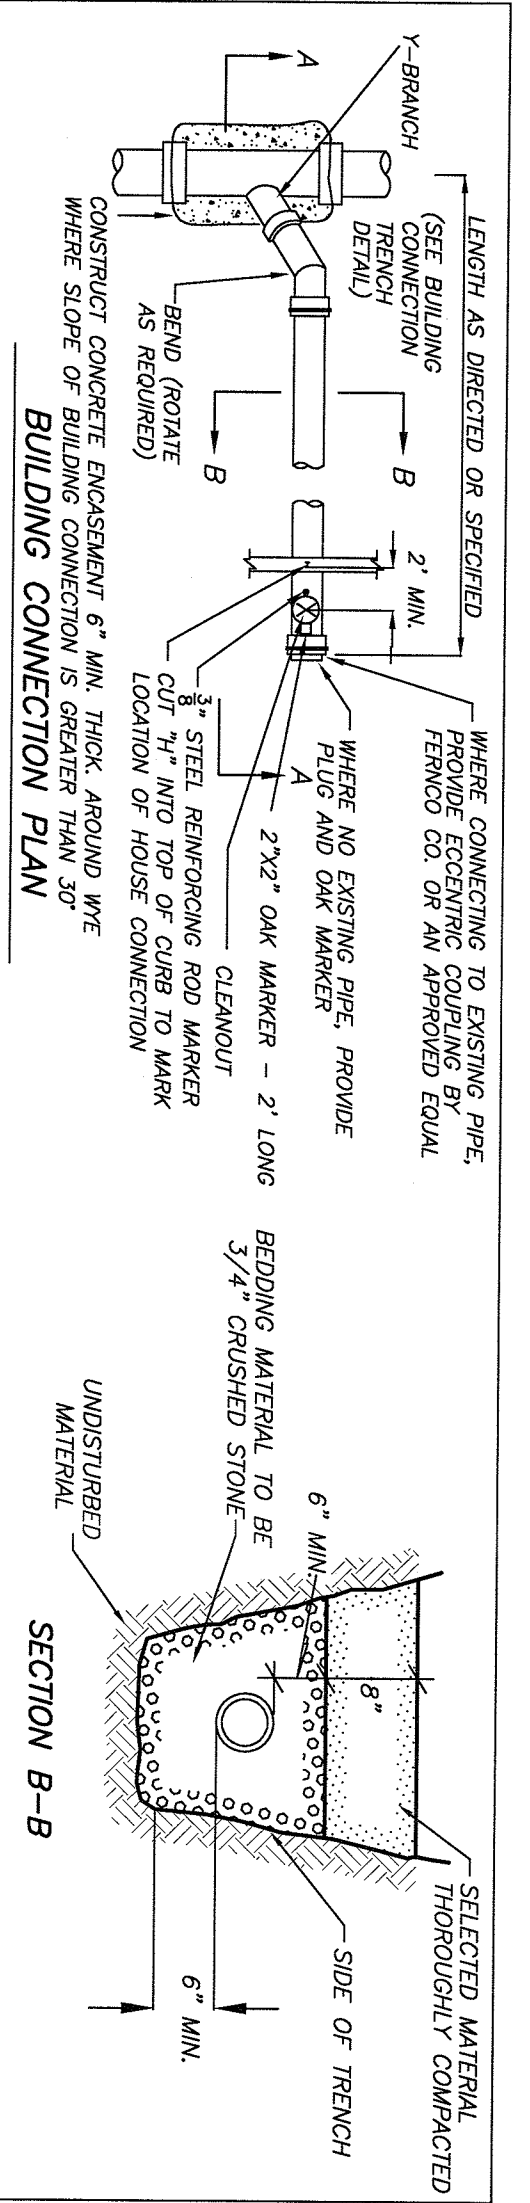 LENGTH AS DIRECTED OR SPECIFIED
(SEE BUILDING
CONNECTION
TRENCH
DETAIL)
Y-BRANCH
A
BEND (ROTATE
AS REQUIRED)
B
B
2' MIN.
WHERE CONNECTING TO EXISTING PIPE,
PROVIDE ECCENTRIC COUPLING BY
FERNCO CO. OR AN APPROVED EQUAL
WHERE NO EXISTING PIPE, PROVIDE
PLUG AND OAK MARKER
A
2"X2" OAK MARKER - 2' LONG
CLEANOUT
3/8" STEEL REINFORCING ROD MARKER
CUT "H" INTO TOP OF CURB TO MARK
LOCATION OF HOUSE CONNECTION
CONSTRUCT CONCRETE ENCASEMENT 6" MIN. THICK. AROUND WYE
WHERE SLOPE OF BUILDING CONNECTION IS GREATER THAN 30°
BUILDING CONNECTION PLAN
SELECTED MATERIAL
THOROUGHLY COMPACTED
8"
6" MIN.
SIDE OF TRENCH
BEDDING MATERIAL TO BE
3/4" CRUSHED STONE
6" MIN.
UNDISTURBED
MATERIAL
SECTION B-B